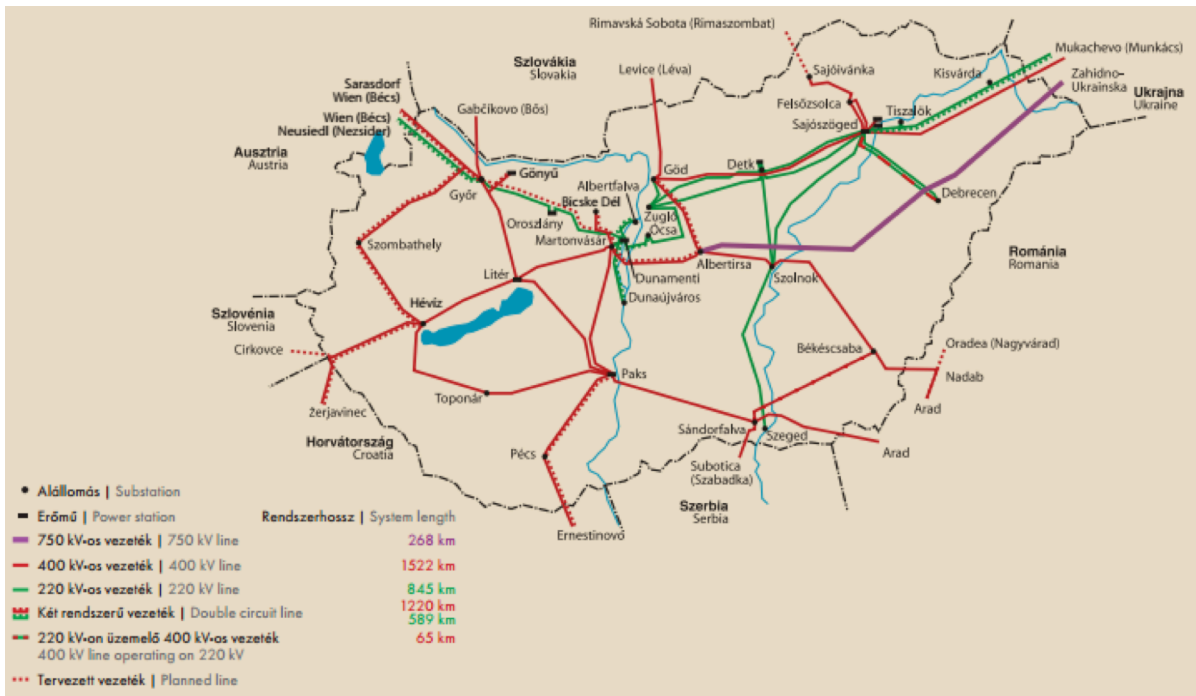 Rimavská Sobota (Rimaszombat)
Szlovákia
Slovakia
Levice (Léva)
Sajóivánka
Kisvárda
Mukachevo (Munkács)
Zahidno-
Ukrainska
Ukrajna
Ukraine
Sarasdorf
Wien (Bécs)
Wien (Bécs)
Neusiedl (Nezsider)
Gabčíkovo (Bős)
Felsőzsolca
Tiszalök
Sajószöged
Ausztria
Austria
Gönyű
Győr
Albertfalva
Bicske Dél
Göd
Detk
Debrecen
Oroszlány
Zugló
Ócsa
Martonvásár
Szombathely
Albertirsa
Dunamenti
Szolnok
Románia
Romania
Litér
Dunaújváros
Hévíz
Szlovénia
Slovenia
Cirkovce
Békéscsaba
Oradea (Nagyvárad)
Nadab
Arad
Paks
Toponár
Žerjavinec
Horvátország
Croatia
Sándorfalva
Szeged
Arad
Pécs
Subotica
(Szabadka)
Szerbia
Serbia
Ernestinovo
Alállomás | Substation
Erőmű | Power station
Rendszerhossz | System length
750 kV-os vezeték | 750 kV line
268 km
400 kV-os vezeték | 400 kV line
1522 km
220 kV-os vezeték | 220 kV line
845 km
Két rendszerű vezeték | Double circuit line
1220 km
589 km
220 kV-on üzemelő 400 kV-os vezeték
65 km
400 kV line operating on 220 kV
Tervezett vezeték | Planned line